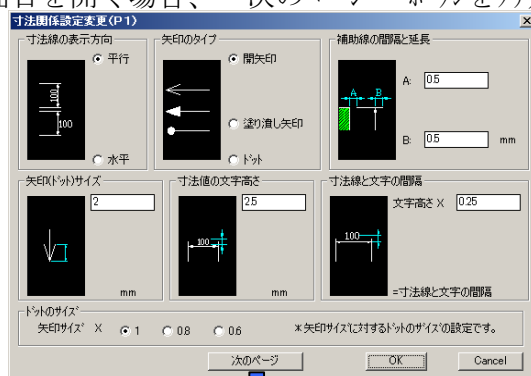 寸法関係設定変更(P1)
寸法線の表示方向
100
100
平行
水平
矢印のタイプ
開矢印
塗り潰し矢印
ドット
補助線の間隔と延長
A B
A: 0.5
B: 0.5 mm
矢印(ドット)サイズ
2
mm
寸法値の文字高さ
2.5
100
mm
寸法線と文字の間隔
文字高さ X 0.25
100
=寸法線と文字の間隔
ドットのサイズ
矢印サイズ X 1 0.8 0.6 *矢印サイズに対するドットのサイズの設定です。
次のページ OK Cancel